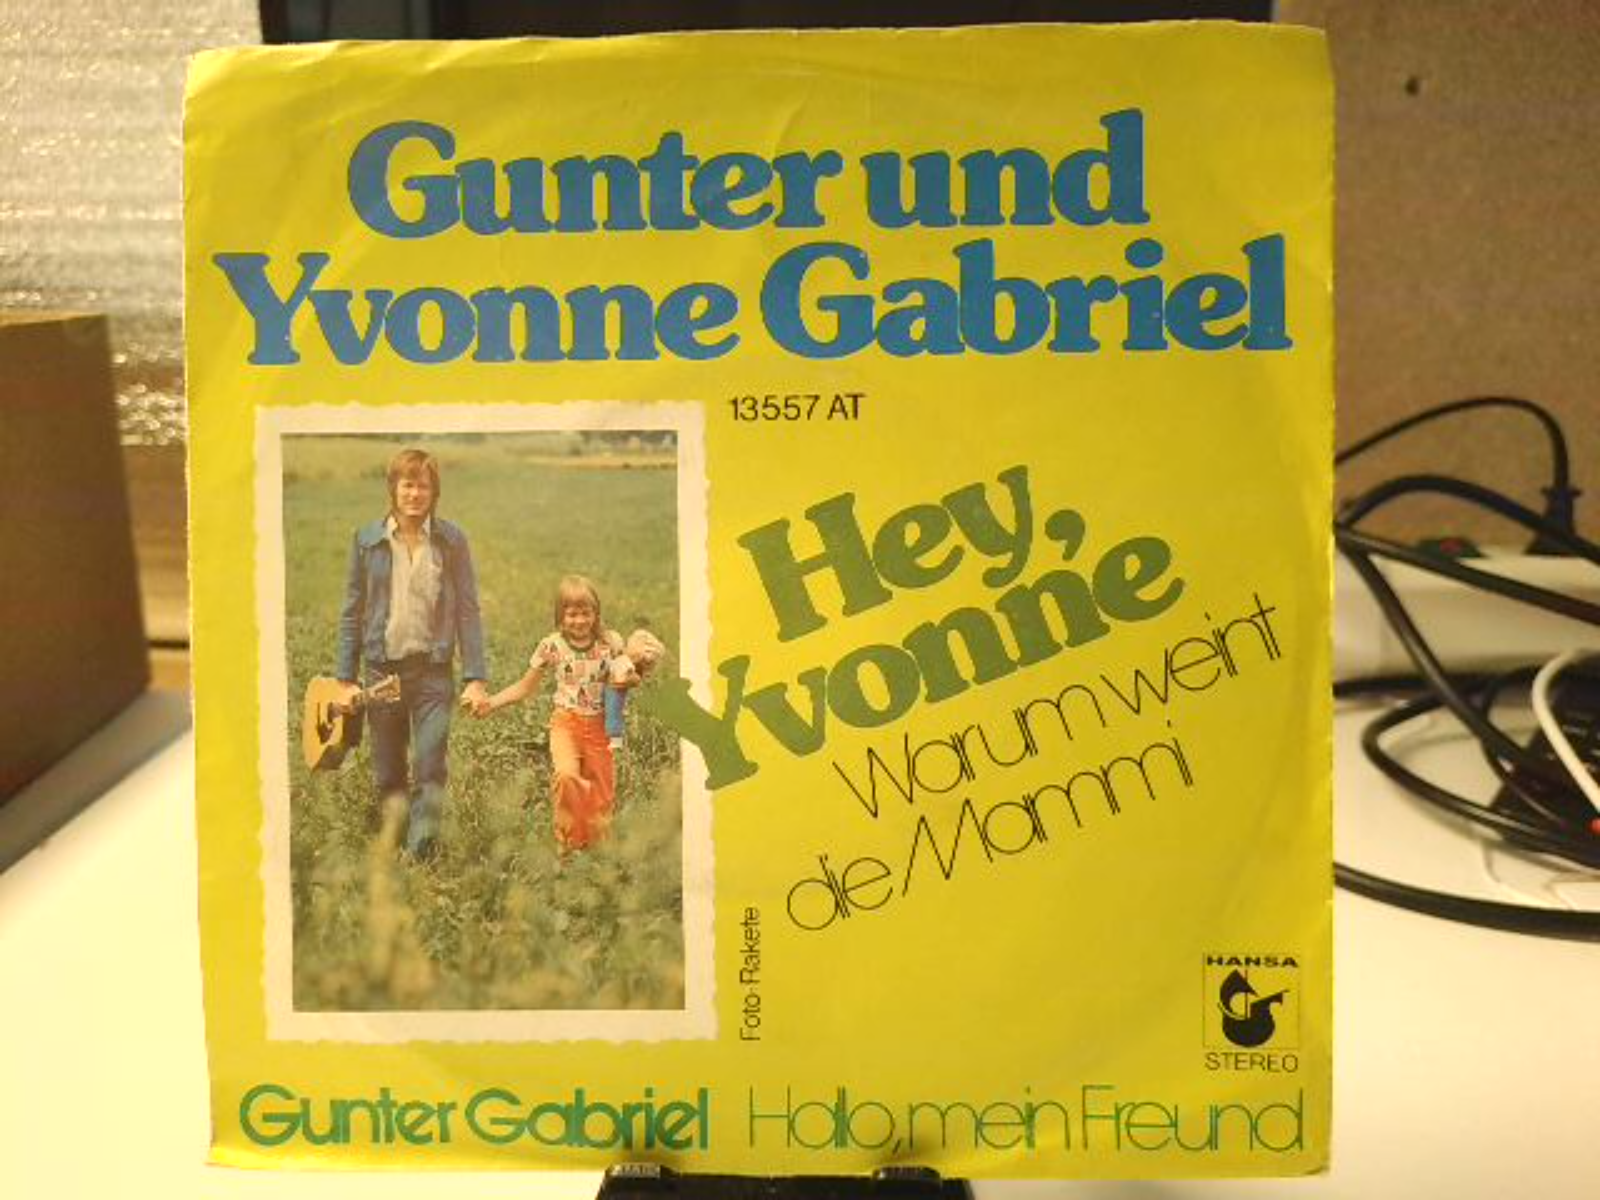 Gunter und
Yvonne Gabriel
13557 AT
Hey,
Yvonne
Warum weint
die Mammi
Foto: Rakete
HANSA
STEREO
Gunter Gabriel Hallo, mein Freund